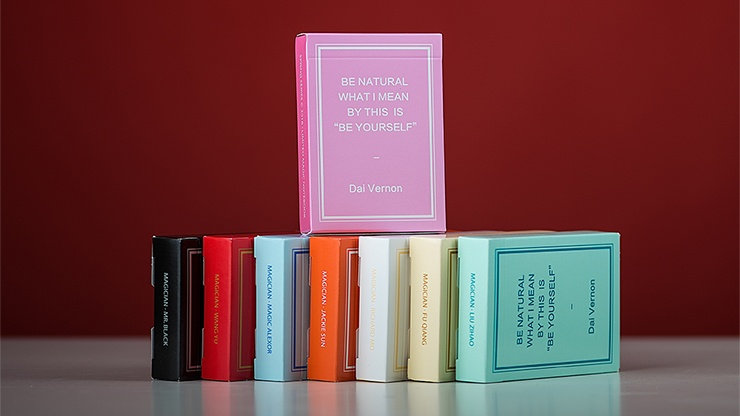 BE NATURAL
WHAT I MEAN
BY THIS IS
"BE YOURSELF"
–
Dai Vernon
MAGICIAN · MR. BLACK
MAGICIAN · WANG YU
MAGICIAN · MAGIC ALEXOR
MAGICIAN · JACKIE SUN
MAGICIAN
MAGICIAN · FU QIANG
MAGICIAN · LIU ZHAO
BE NATURAL
WHAT I MEAN
BY THIS IS
"BE YOURSELF"
–
Dai Vernon